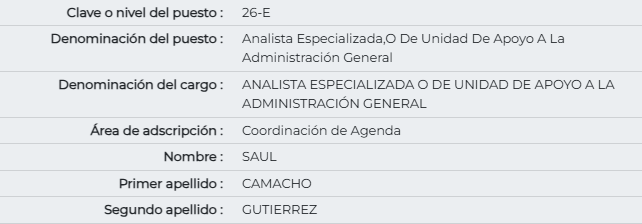 Clave o nivel del puesto : 26-E
Denominación del puesto : Analista Especializada,O De Unidad De Apoyo A La
Administración General
Denominación del cargo : ANALISTA ESPECIALIZADA O DE UNIDAD DE APOYO A LA
ADMINISTRACIÓN GENERAL
Área de adscripción : Coordinación de Agenda
Nombre : SAUL
Primer apellido : CAMACHO
Segundo apellido : GUTIERREZ